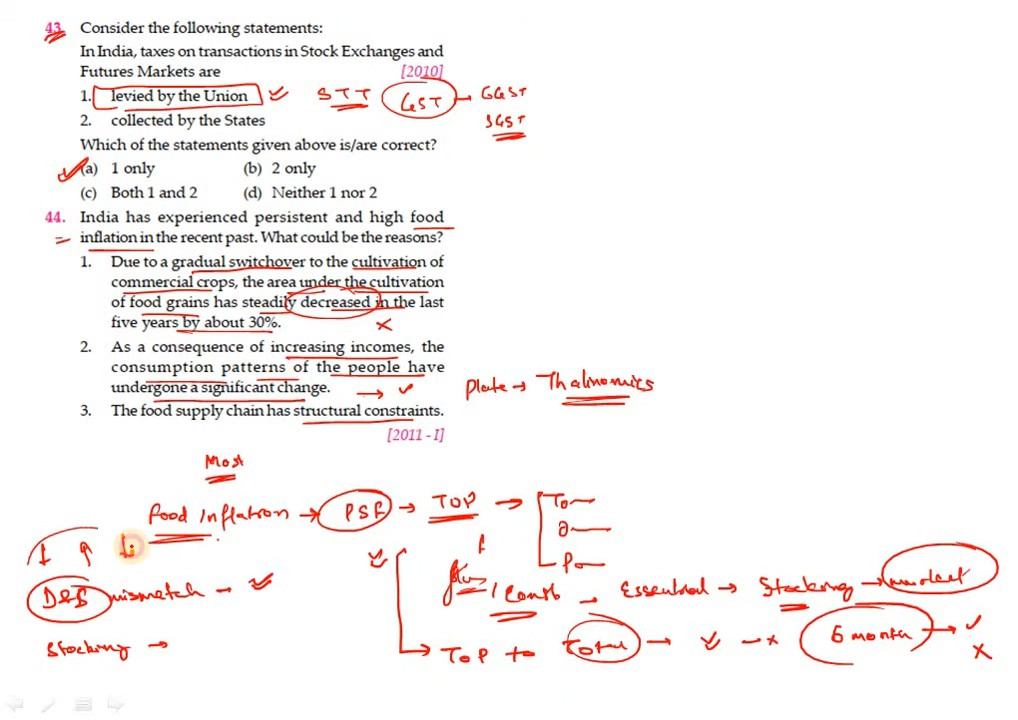 43. Consider the following statements:
In India, taxes on transactions in Stock Exchanges and
Futures Markets are [2010]
1. levied by the Union STT GST CGST
2. collected by the States SGST
Which of the statements given above is/are correct?
(a) 1 only (b) 2 only
(c) Both 1 and 2 (d) Neither 1 nor 2
44. India has experienced persistent and high food
inflation in the recent past. What could be the reasons?
1. Due to a gradual switchover to the cultivation of
commercial crops, the area under the cultivation
of food grains has steadily decreased in the last
five years by about 30%.
2. As a consequence of increasing incomes, the
consumption patterns of the people have
undergone a significant change.
Plate → Thalinomics
3. The food supply chain has structural constraints.
[2011 - I]
Most
food Inflation → PSF → TOP → To
O
P
D&S mismatch - Essential → Stocking →
Stocking → TOP to Total → 6 month →